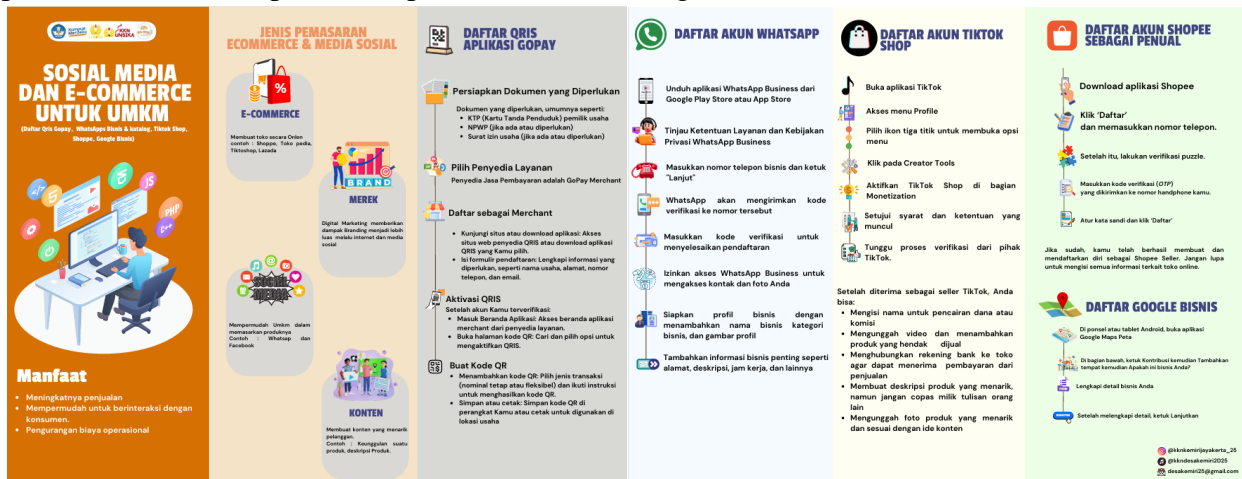 KKN
UNSIKA
SOSIAL MEDIA
DAN E-COMMERCE
UNTUK UMKM
(Daftar Qris Gopay, WhatsApps Bisnis & katalog, Tiktok Shop,
Shoppe, Google Bisnis)
JS
PHP
C++
</>
Manfaat
• Meningkatnya penjualan
• Mempermudah untuk berinteraksi dengan
konsumen.
• Pengurangan biaya operasional
JENIS PEMASARAN
ECOMMERCE & MEDIA SOSIAL
%
E-COMMERCE
Membuat toko secara Onlen
contoh : Shoppe, Toko pedia,
Tiktoshop, Lazada
BRAND
MEREK
Digital Marketing memberikan
dampak Branding menjadi lebih
luas melalu internet dan media
sosial
SOCIAL
MEDIA
Mempermudah Umkm dalam
memasarkan produknya
Contoh : Whatsap dan
Facebook
KONTEN
Membuat konten yang menarik
pelanggan.
Contoh : Keunggulan suatu
produk, deskripsi Produk.
DAFTAR QRIS
APLIKASI GOPAY
Persiapkan Dokumen yang Diperlukan
Dokumen yang diperlukan, umumnya seperti:
• KTP (Kartu Tanda Penduduk) pemilik usaha
• NPWP (jika ada atau diperlukan)
• Surat izin usaha (jika ada atau diperlukan)
Pilih Penyedia Layanan
Penyedia Jasa Pembayaran adalah GoPay Merchant
Daftar sebagai Merchant
• Kunjungi situs atau download aplikasi: Akses
situs web penyedia QRIS atau download aplikasi
QRIS yang Kamu pilih.
• Isi formulir pendaftaran: Lengkapi informasi yang
diperlukan, seperti nama usaha, alamat, nomor
telepon, dan email.
Aktivasi QRIS
Setelah akun Kamu terverifikasi:
• Masuk Beranda Aplikasi: Akses beranda aplikasi
merchant dari penyedia layanan.
• Buka halaman kode QR: Cari dan pilih opsi untuk
mengaktifkan QRIS.
Buat Kode QR
• Menambahkan kode QR: Pilih jenis transaksi
(nominal tetap atau fleksibel) dan ikuti instruksi
untuk menghasilkan kode QR.
• Simpan atau cetak: Simpan kode QR di
perangkat Kamu atau cetak untuk digunakan di
lokasi usaha
DAFTAR AKUN WHATSAPP
Unduh aplikasi WhatsApp Business dari
Google Play Store atau App Store
Tinjau Ketentuan Layanan dan Kebijakan
Privasi WhatsApp Business
Masukkan nomor telepon bisnis dan ketuk
"Lanjut"
WhatsApp akan mengirimkan kode
verifikasi ke nomor tersebut
Masukkan kode verifikasi untuk
menyelesaikan pendaftaran
Izinkan akses WhatsApp Business untuk
mengakses kontak dan foto Anda
Siapkan profil bisnis dengan
menambahkan nama bisnis kategori
bisnis, dan gambar profil
Tambahkan informasi bisnis penting seperti
alamat, deskripsi, jam kerja, dan lainnya
DAFTAR AKUN TIKTOK
SHOP
Buka aplikasi TikTok
Akses menu Profile
Pilih ikon tiga titik untuk membuka opsi
menu
Klik pada Creator Tools
Aktifkan TikTok Shop di bagian
Monetization
Setujui syarat dan ketentuan yang
muncul
Tunggu proses verifikasi dari pihak
TikTok.
Setelah diterima sebagai seller TikTok, Anda
bisa:
• Mengisi nama untuk pencairan dana atau
komisi
• Mengunggah video dan menambahkan
produk yang hendak dijual
• Menghubungkan rekening bank ke toko
agar dapat menerima pembayaran dari
penjualan
• Membuat deskripsi produk yang menarik,
namun jangan copas milik tulisan orang
lain
• Mengunggah foto produk yang menarik
dan sesuai dengan ide konten
DAFTAR AKUN SHOPEE
SEBAGAI PENUAL
Download aplikasi Shopee
Klik 'Daftar'
dan memasukkan nomor telepon.
Setelah itu, lakukan verifikasi puzzle.
Masukkan kode verifikasi (OTP)
yang dikirimkan ke nomor handphone kamu.
Atur kata sandi dan klik 'Daftar'
Jika sudah, kamu telah berhasil membuat dan
mendaftarkan diri sebagai Shopee Seller. Jangan lupa
untuk mengisi semua informasi terkait toko online.
DAFTAR GOOGLE BISNIS
Di ponsel atau tablet Android, buka aplikasi
Google Maps Peta
Di bagian bawah, ketuk Kontribusi kemudian Tambahkan
tempat kemudian Apakah ini bisnis Anda?
Lengkapi detail bisnis Anda
Setelah melengkapi detail, ketuk Lanjutkan
@kknkemirijayakerta_25
@kkndesakemiri2025
desakemiri25@gmail.com